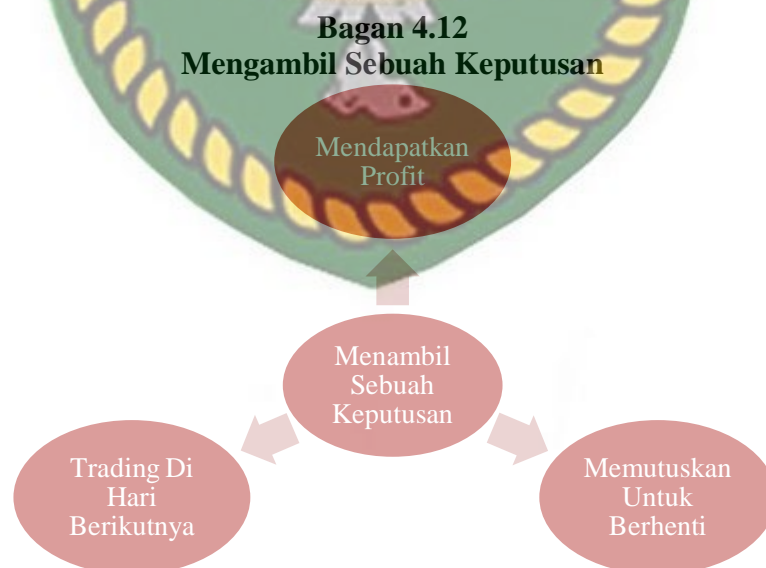 Bagan 4.12
Mengambil Sebuah Keputusan
Mendapatkan
Profit
Menambil
Sebuah
Keputusan
Trading Di
Hari
Berikutnya
Memutuskan
Untuk
Berhenti